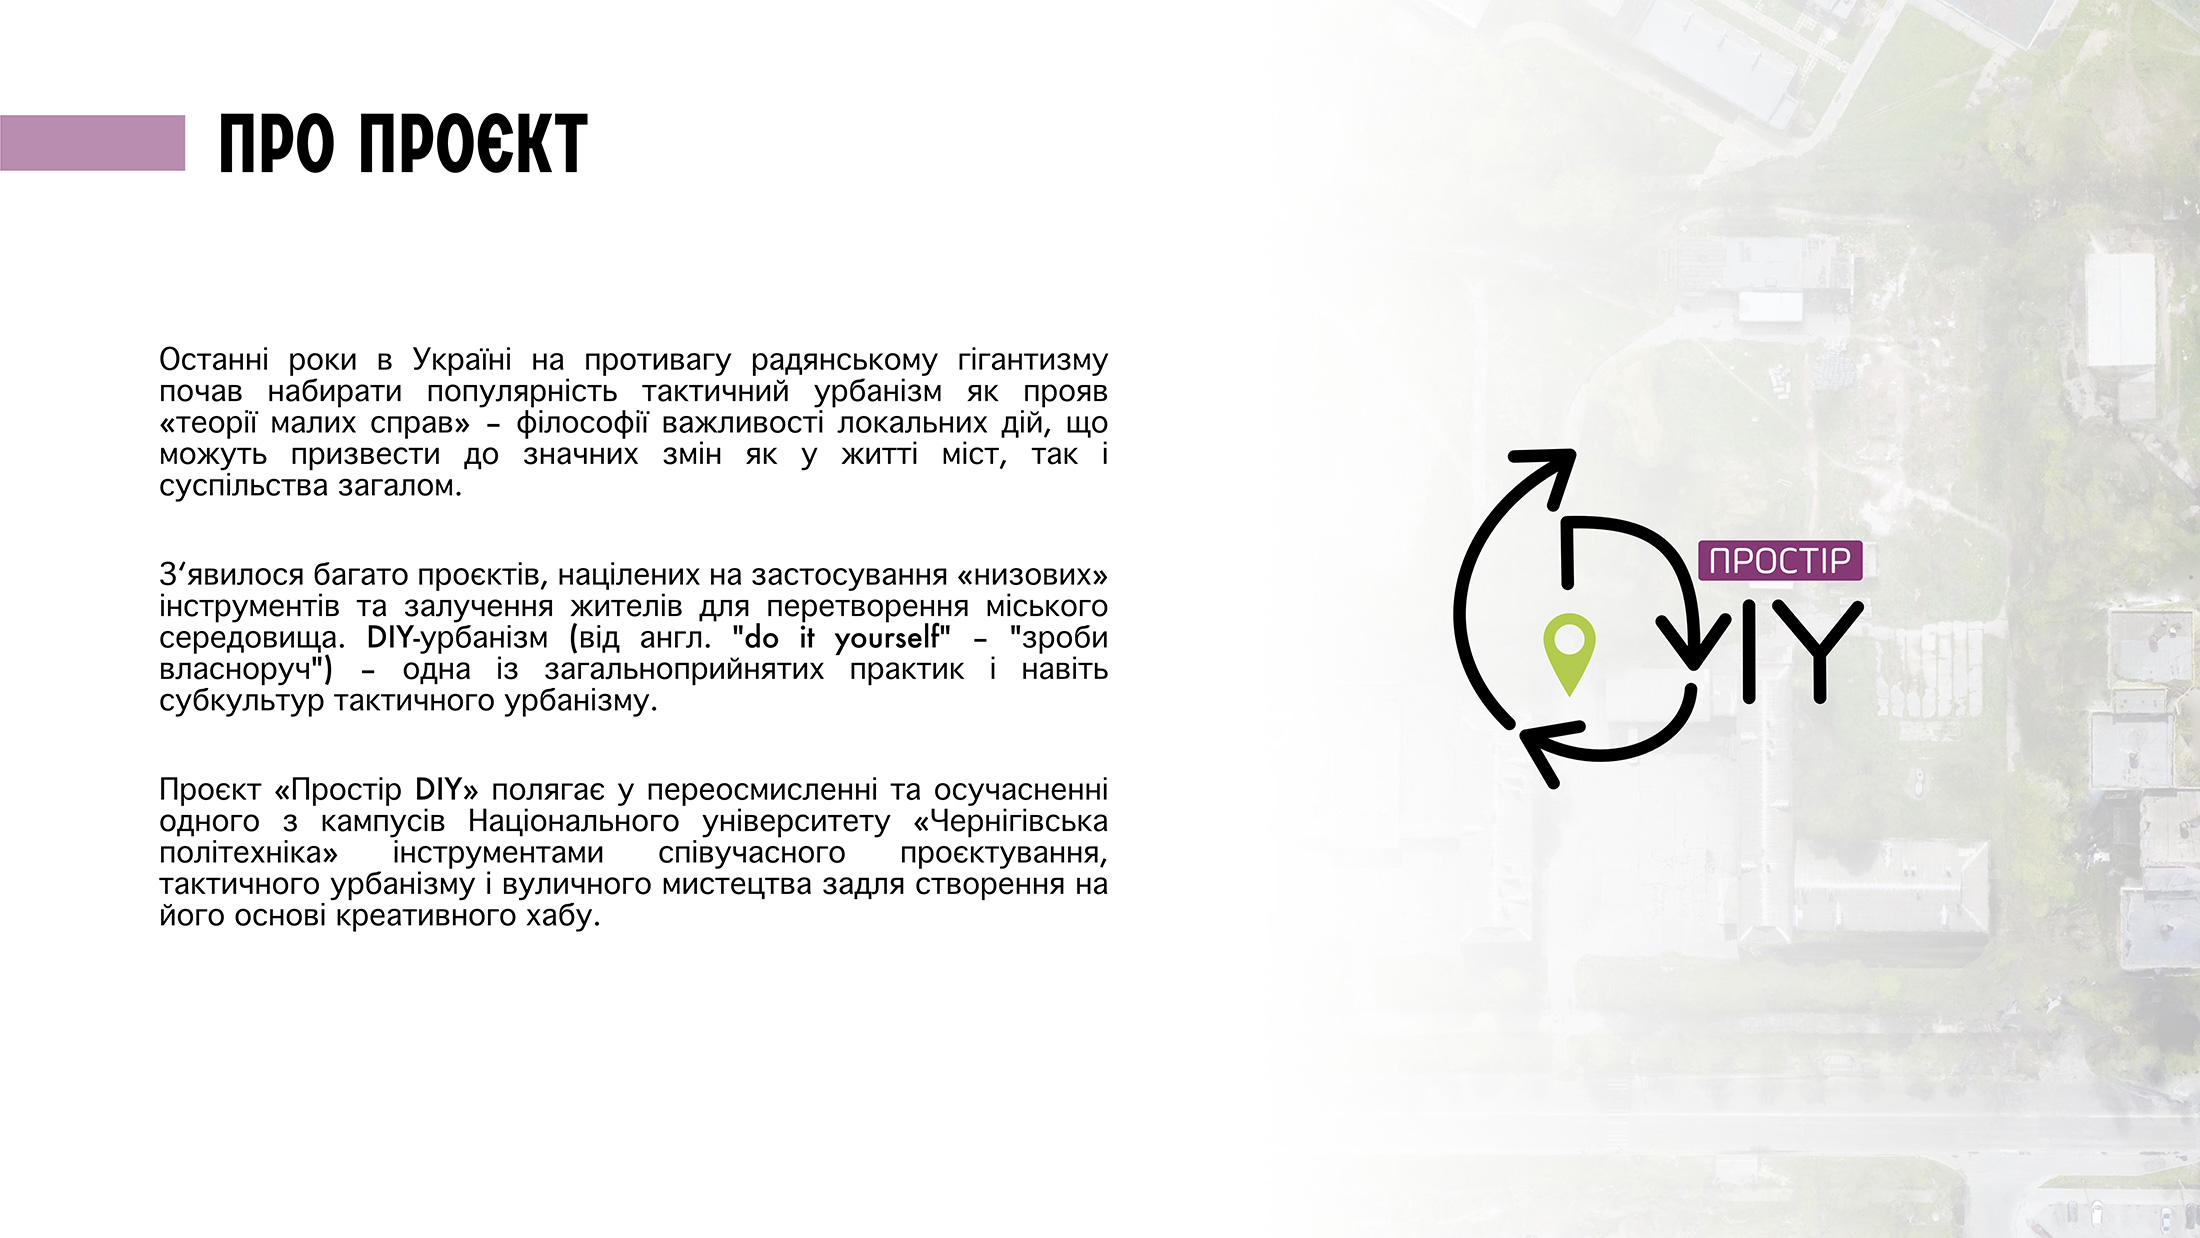 ПРО ПРОЄКТ
Останні роки в Україні на противагу радянському гігантизму
почав набирати популярність тактичний урбанізм як прояв
«теорії малих справ» – філософії важливості локальних дій, що
можуть призвести до значних змін як у житті міст, так і
суспільства загалом.
З‘явилося багато проєктів, націлених на застосування «низових»
інструментів та залучення жителів для перетворення міського
середовища. DIY-урбанізм (від англ. "do it yourself" – "зроби
власноруч") – одна із загальноприйнятих практик і навіть
субкультур тактичного урбанізму.
Проєкт «Простір DIY» полягає у переосмисленні та осучасненні
одного з кампусів Національного університету «Чернігівська
політехніка» інструментами співучасного проєктування,
тактичного урбанізму і вуличного мистецтва задля створення на
його основі креативного хабу.
ПРОСТІР
DIY